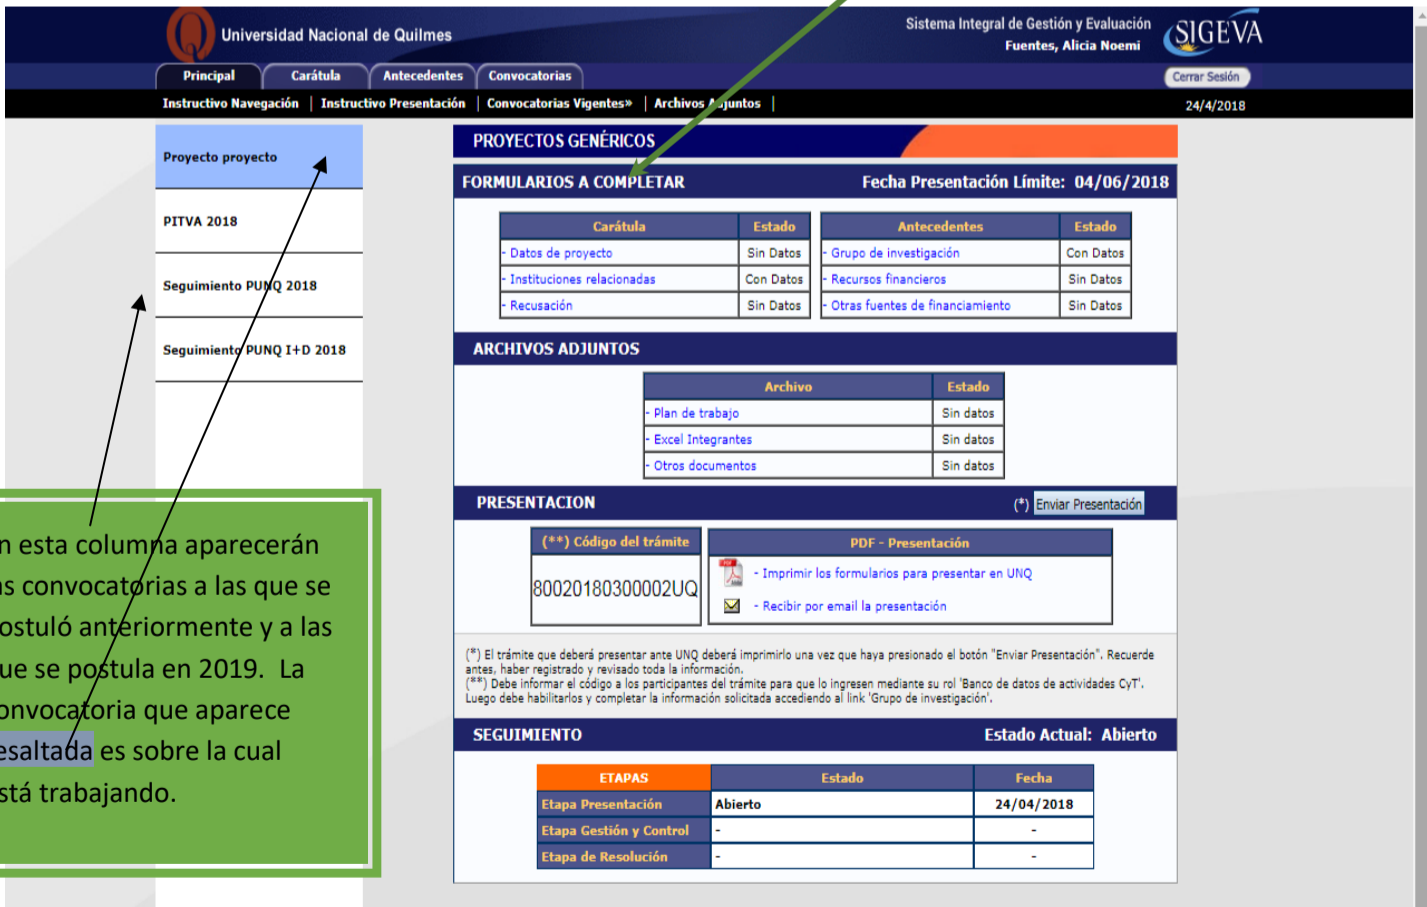 Universidad Nacional de Quilmes
Sistema Integral de Gestión y Evaluación
Fuentes, Alicia Noemi
SIGEVA
Principal Carátula Antecedentes Convocatorias
Cerrar Sesión
Instructivo Navegación | Instructivo Presentación | Convocatorias Vigentes» | Archivos Adjuntos |
24/4/2018
Proyecto proyecto
PITVA 2018
Seguimiento PUNQ 2018
Seguimiento PUNQ I+D 2018
PROYECTOS GENÉRICOS
FORMULARIOS A COMPLETAR Fecha Presentación Límite: 04/06/2018
Carátula Estado Antecedentes Estado
- Datos de proyecto Sin Datos - Grupo de investigación Con Datos
- Instituciones relacionadas Con Datos - Recursos financieros Sin Datos
- Recusación Sin Datos - Otras fuentes de financiamiento Sin Datos
ARCHIVOS ADJUNTOS
Archivo Estado
- Plan de trabajo Sin datos
- Excel Integrantes Sin datos
- Otros documentos Sin datos
PRESENTACION (*) Enviar Presentación
(**) Código del trámite PDF - Presentación
80020180300002UQ
- Imprimir los formularios para presentar en UNQ
- Recibir por email la presentación
(*) El trámite que deberá presentar ante UNQ deberá imprimirlo una vez que haya presionado el botón "Enviar Presentación". Recuerde
antes, haber registrado y revisado toda la información.
(**) Debe informar el código a los participantes del trámite para que lo ingresen mediante su rol 'Banco de datos de actividades CyT'.
Luego debe habilitarlos y completar la información solicitada accediendo al link 'Grupo de investigación'.
SEGUIMIENTO Estado Actual: Abierto
ETAPAS Estado Fecha
Etapa Presentación Abierto 24/04/2018
Etapa Gestión y Control - -
Etapa de Resolución - -
n esta columna aparecerán
as convocatorias a las que se
ostuló anteriormente y a las
ue se postula en 2019. La
onvocatoria que aparece
esaltada es sobre la cual
stá trabajando.